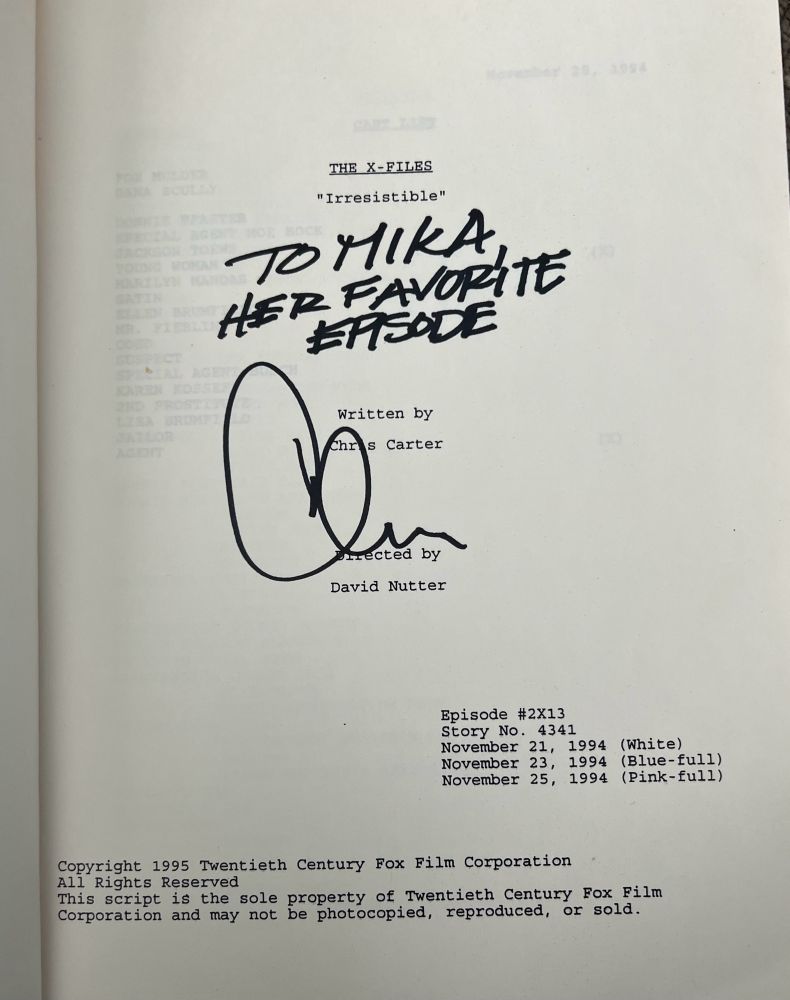 THE X-FILES
"Irresistible"
TO MIKA,
HER FAVORITE
EPISODE
Written by
Chris Carter
Directed by
David Nutter
Episode #2X13
Story No. 4341
November 21, 1994 (White)
November 23, 1994 (Blue-full)
November 25, 1994 (Pink-full)
Copyright 1995 Twentieth Century Fox Film Corporation
All Rights Reserved
This script is the sole property of Twentieth Century Fox Film
Corporation and may not be photocopied, reproduced, or sold.